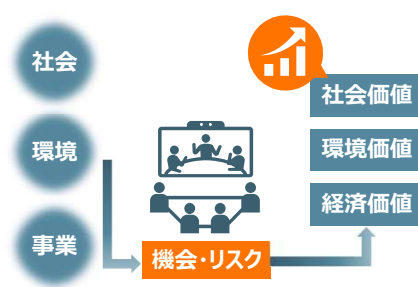 社会
環境
事業
機会・リスク
社会価値
環境価値
経済価値